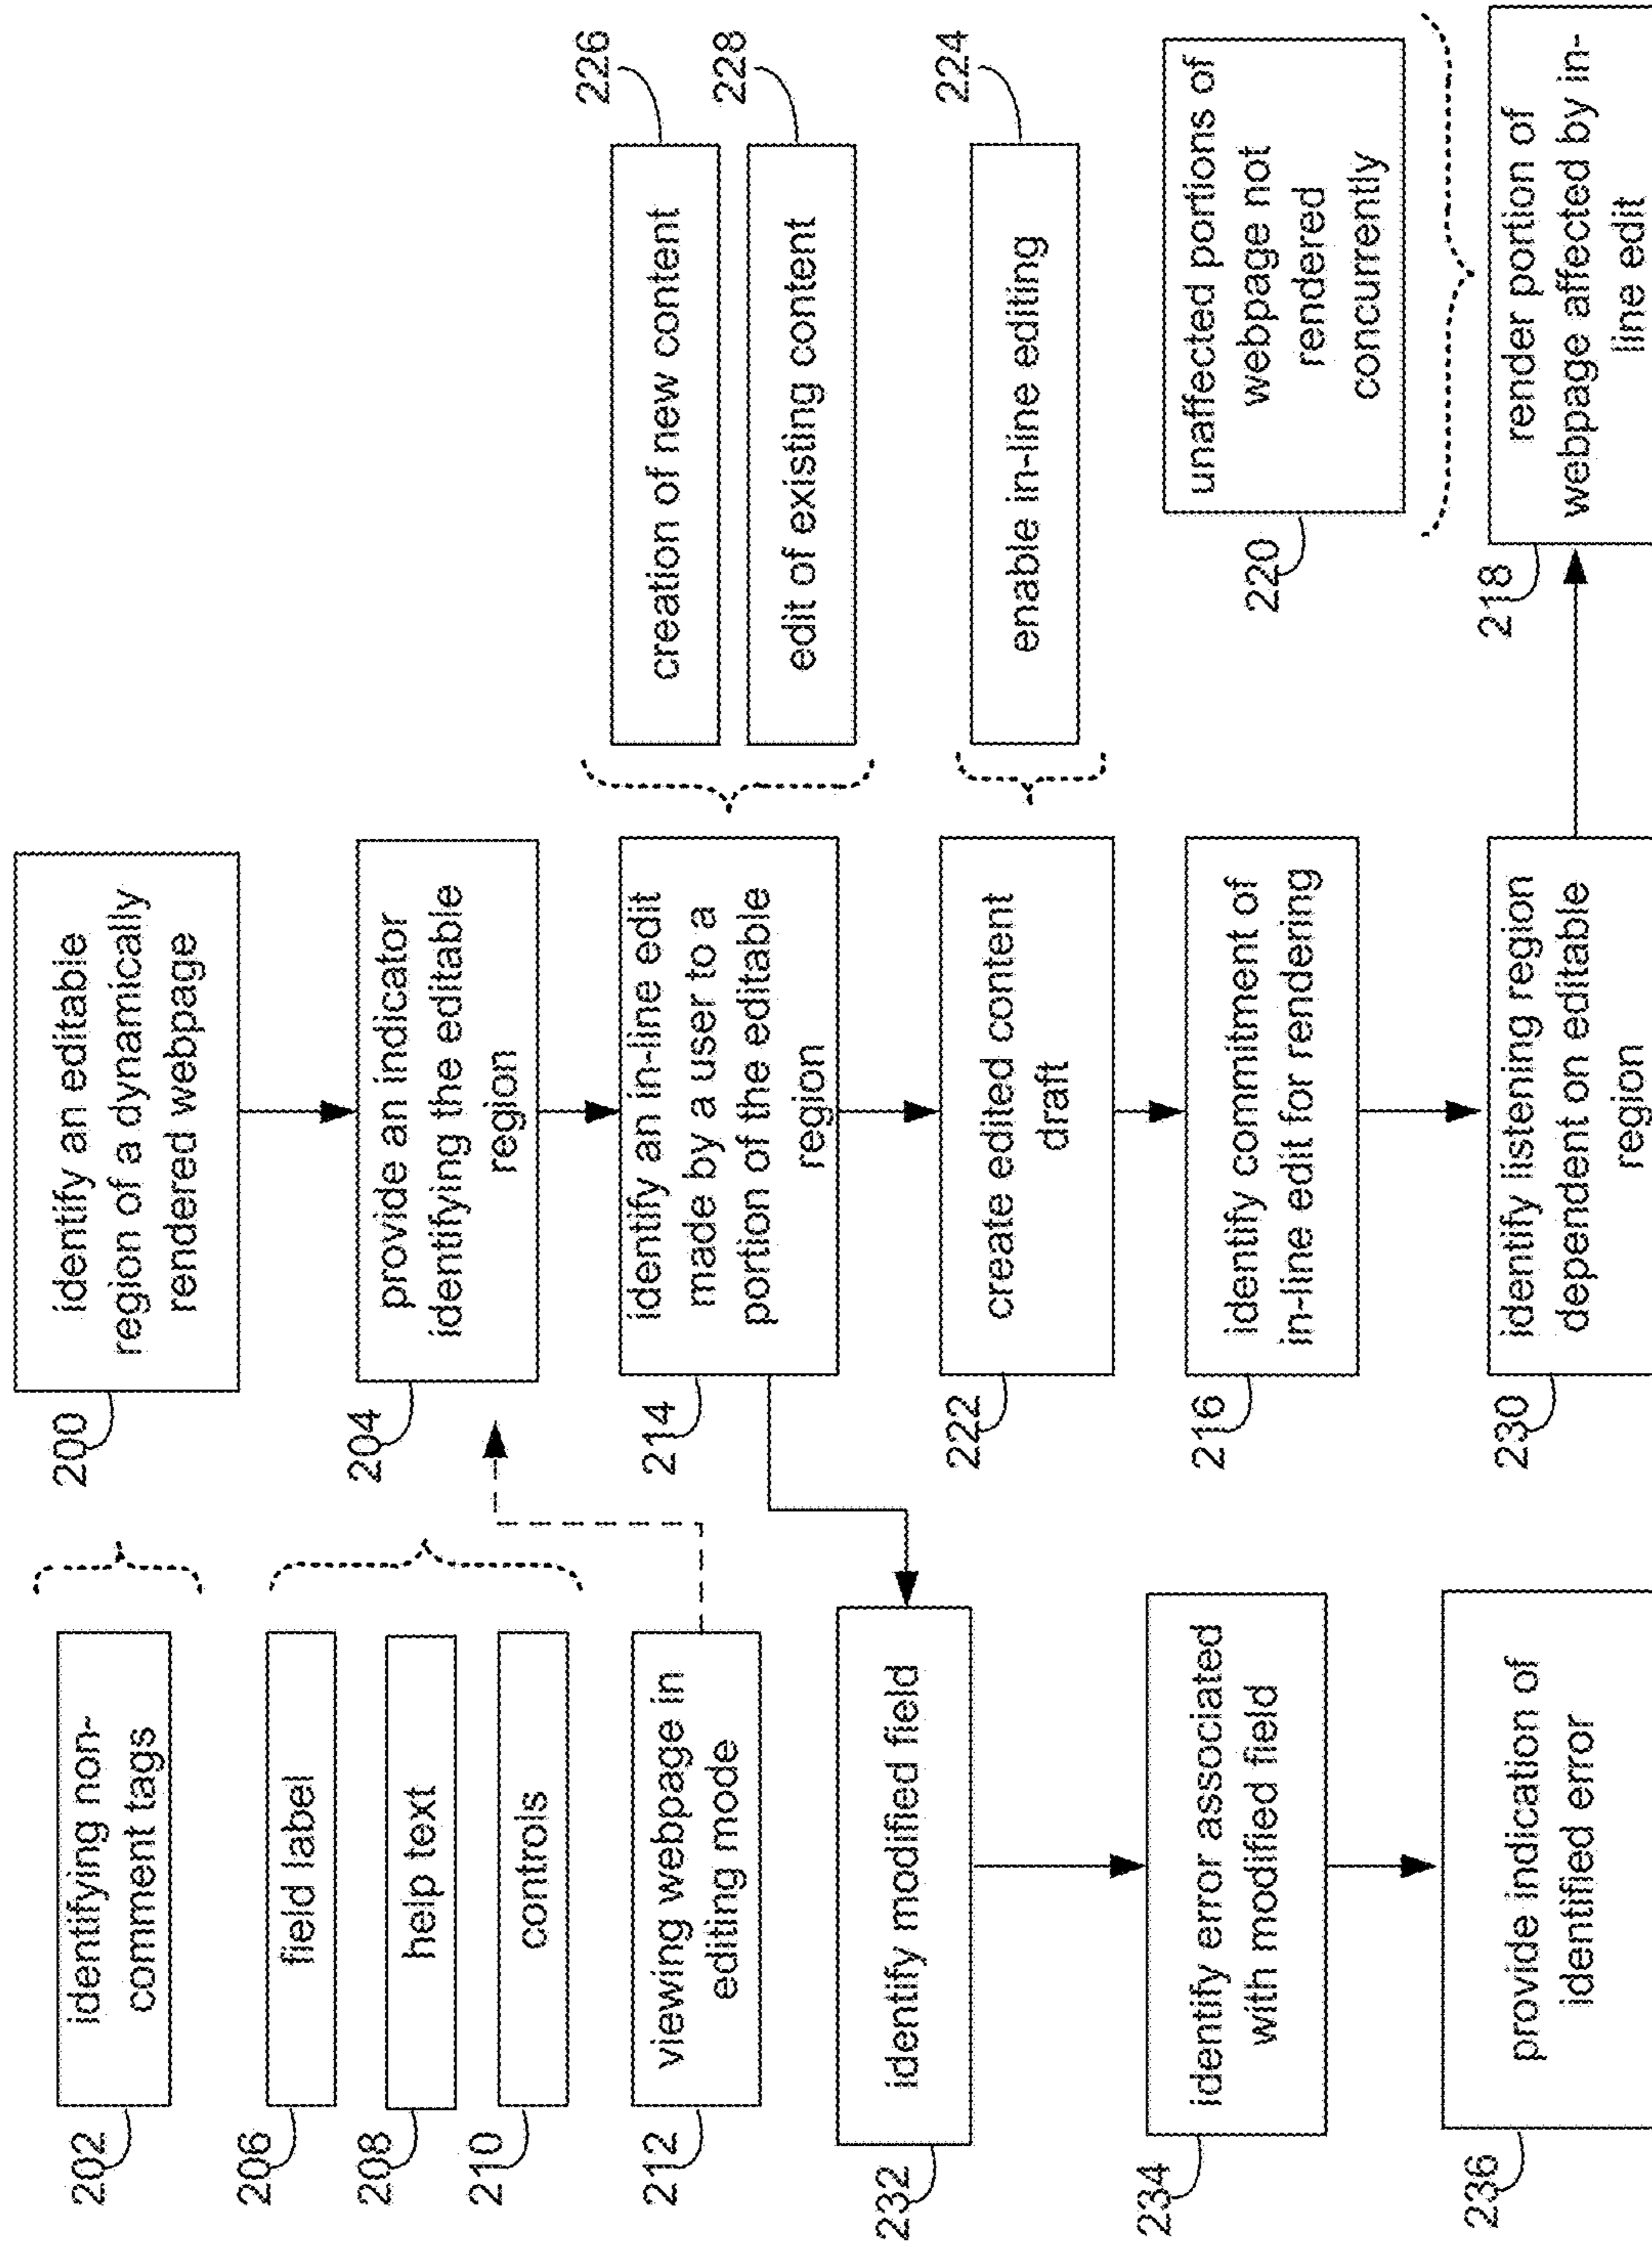 200
identify an editable
region of a dynamically
rendered webpage
202
identifying non-
comment tags
204
provide an indicator
identifying the editable
region
206
field label
208
help text
210
controls
212
viewing webpage in
editing mode
214
identify an in-line edit
made by a user to a
portion of the editable
region
creation of new content
226
edit of existing content
228
222
create edited content
draft
enable in-line editing
224
216
identify commitment of
in-line edit for rendering
230
identify listening region
dependent on editable
region
218
render portion of
webpage affected by in-
line edit
220
unaffected portions of
webpage not
rendered
concurrently
232
identify modified field
234
identify error associated
with modified field
236
provide indication of
identified error